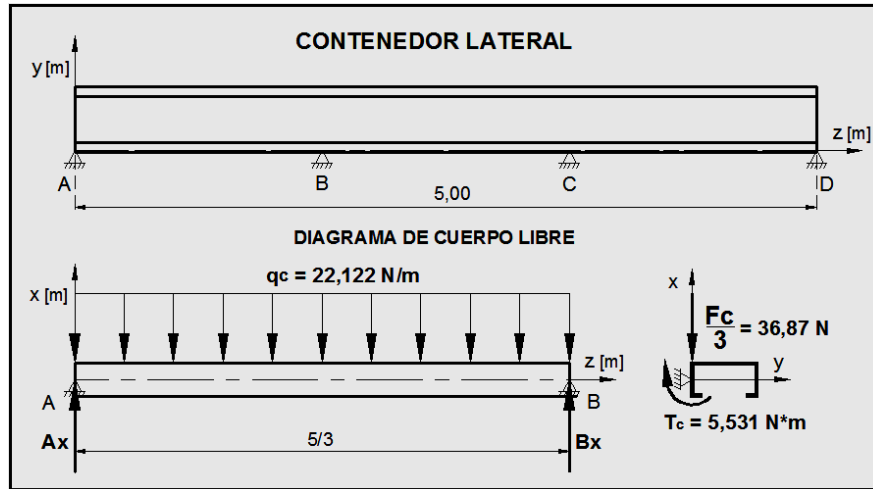 CONTENEDOR LATERAL
y [m]
z [m]
A
B
C
D
5,00
DIAGRAMA DE CUERPO LIBRE
qc = 22,122 N/m
x [m]
z [m]
A
B
Ax
5/3
Bx
x
Fc
3 = 36,87 N
y
Tc = 5,531 N*m